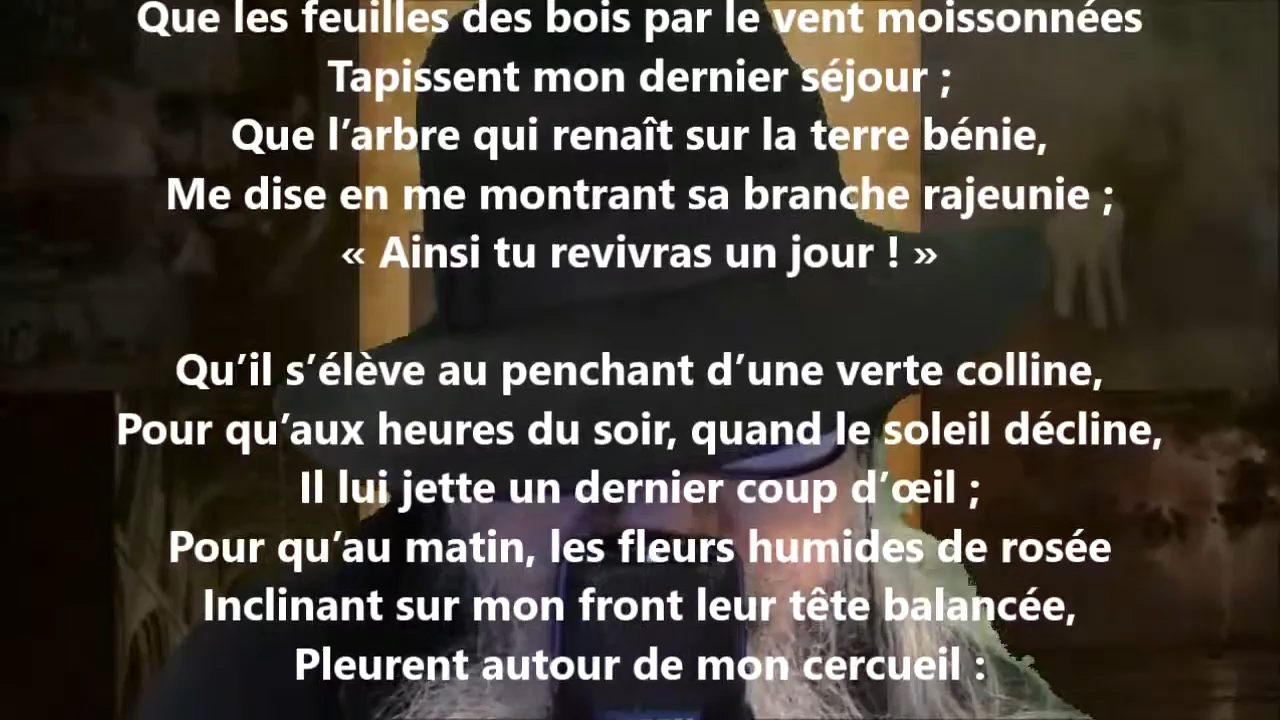 Que les feuilles des bois par le vent moissonnées
Tapissent mon dernier séjour ;
Que l’arbre qui renaît sur la terre bénie,
Me dise en me montrant sa branche rajeunie ;
« Ainsi tu revivras un jour ! »
Qu’il s’élève au penchant d’une verte colline,
Pour qu’aux heures du soir, quand le soleil décline,
Il lui jette un dernier coup d’œil ;
Pour qu’au matin, les fleurs humides de rosée
Inclinant sur mon front leur tête balancée,
Pleurent autour de mon cercueil :